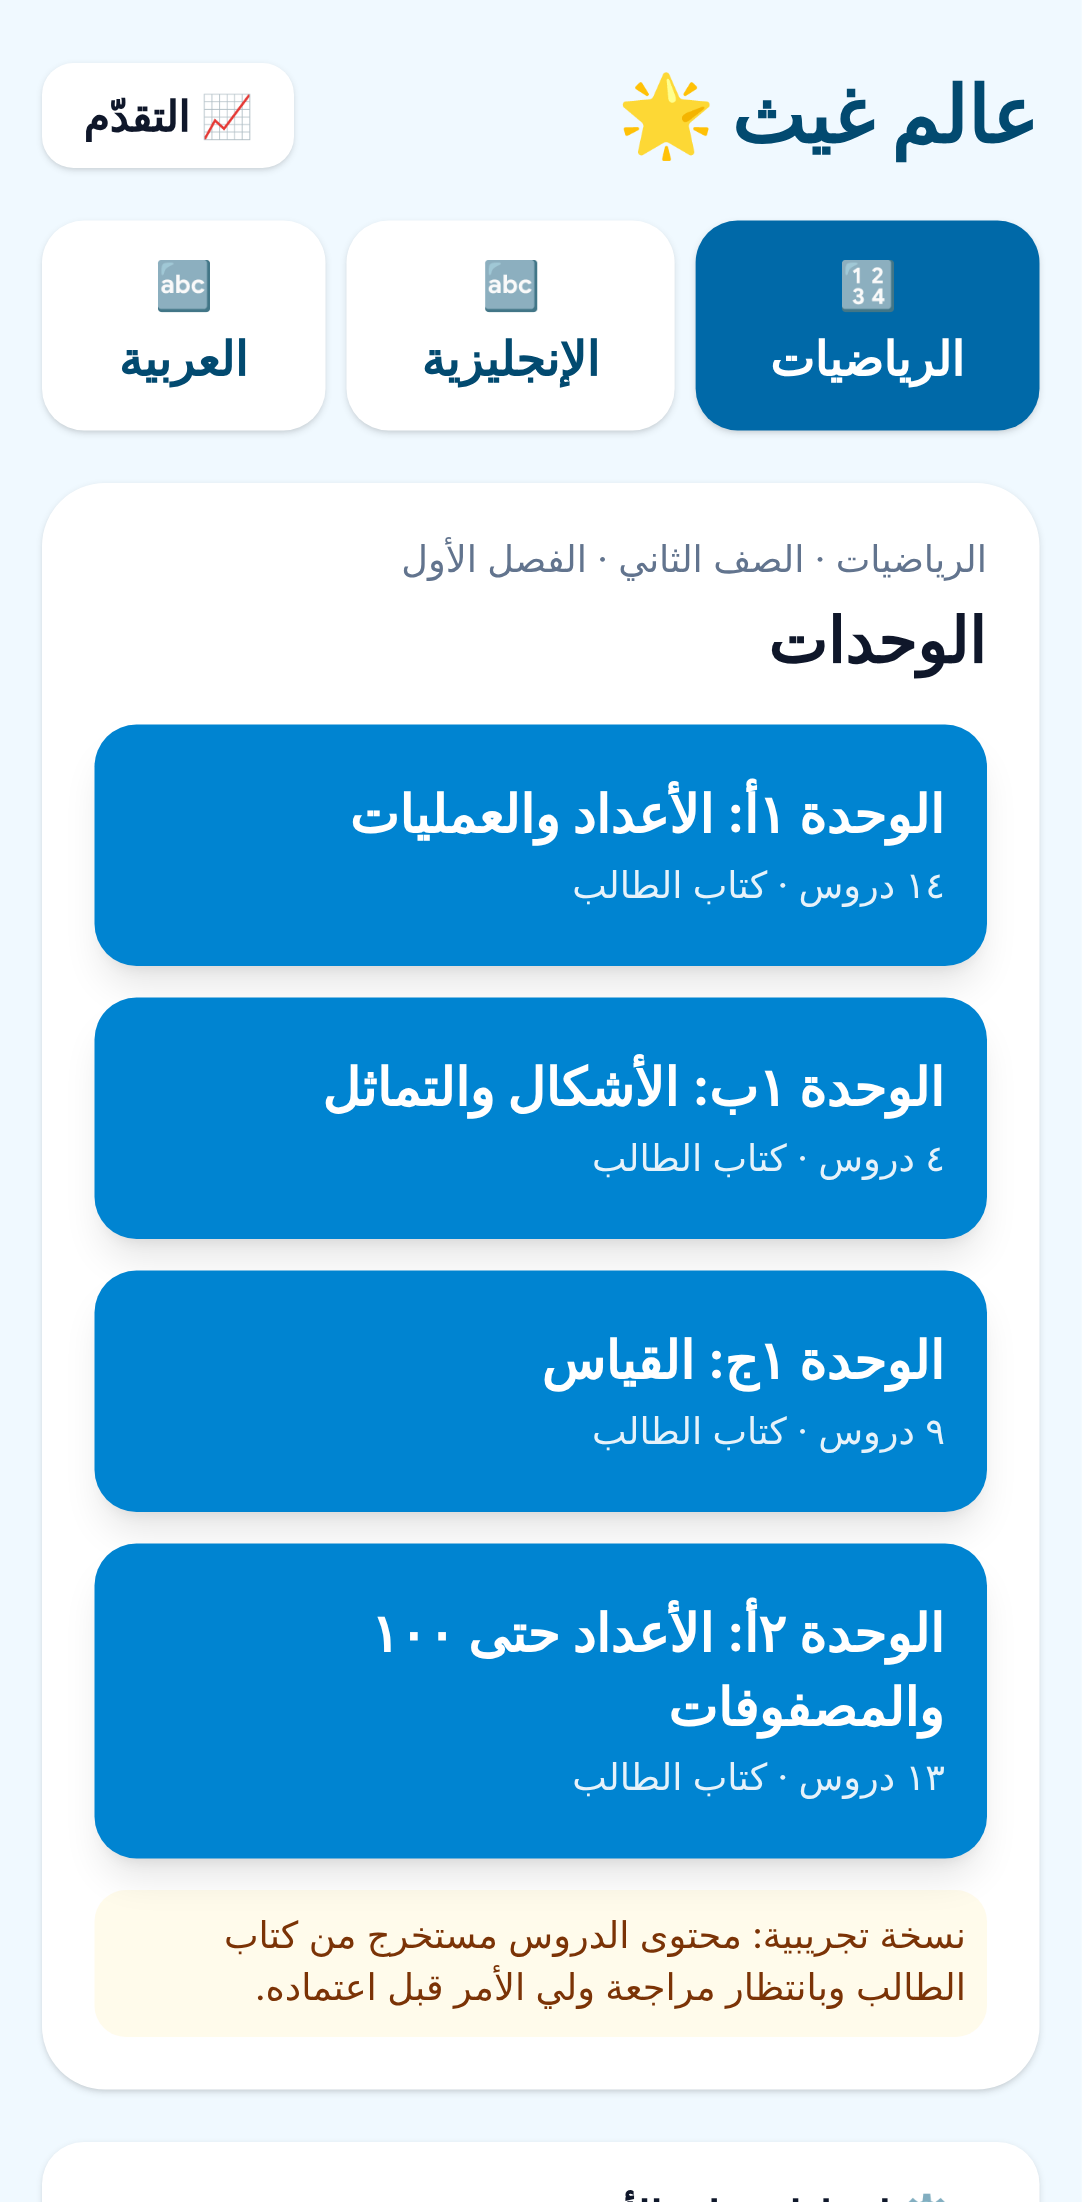 عالم غيث 🌟
📈 التقدّم
🔢
الرياضيات
🔤
الإنجليزية
🔤
العربية
الرياضيات · الصف الثاني · الفصل الأول
الوحدات
الوحدة ١أ: الأعداد والعمليات
١٤ دروس · كتاب الطالب
الوحدة ١ب: الأشكال والتماثل
٤ دروس · كتاب الطالب
الوحدة ١ج: القياس
٩ دروس · كتاب الطالب
الوحدة ٢أ: الأعداد حتى ١٠٠
والمصفوفات
١٣ دروس · كتاب الطالب
نسخة تجريبية: محتوى الدروس مستخرج من كتاب
الطالب وبانتظار مراجعة ولي الأمر قبل اعتماده.